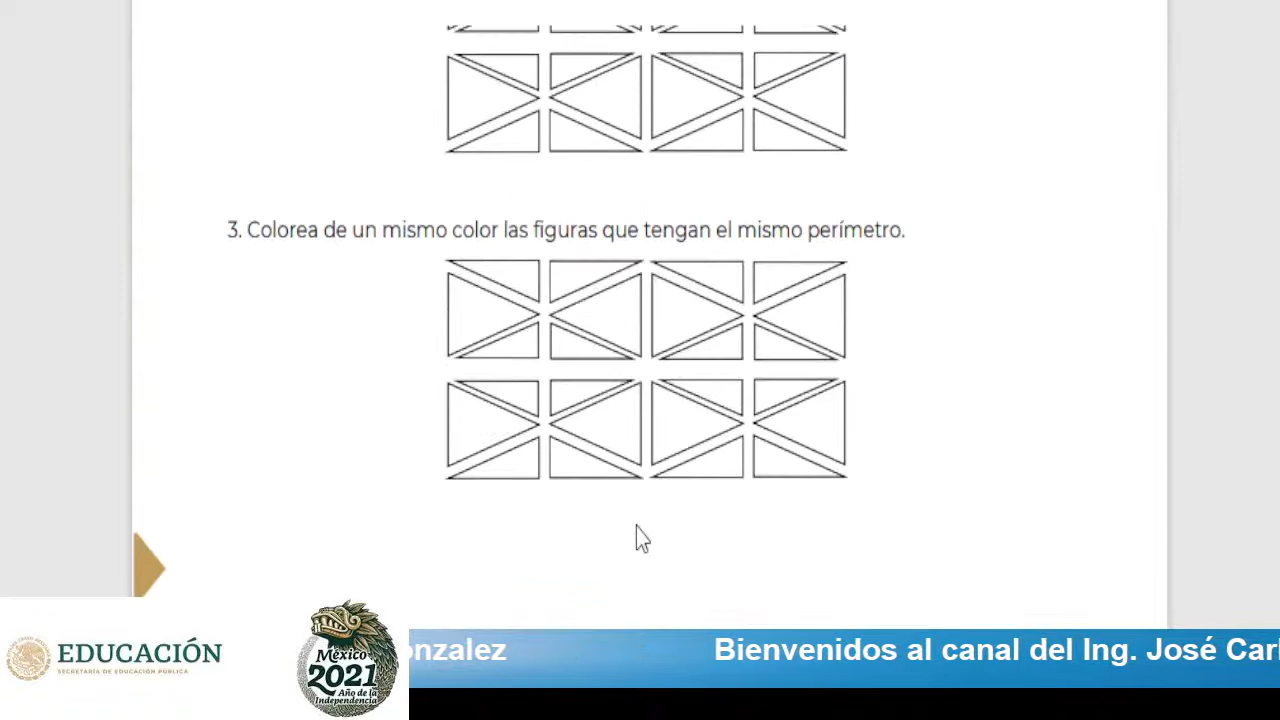 3. Colorea de un mismo color las figuras que tengan el mismo perímetro.
EDUCACIÓN
SECRETARÍA DE EDUCACIÓN PÚBLICA
México
2021
Año de la
Independencia
onzalez Bienvenidos al canal del Ing. José Carl